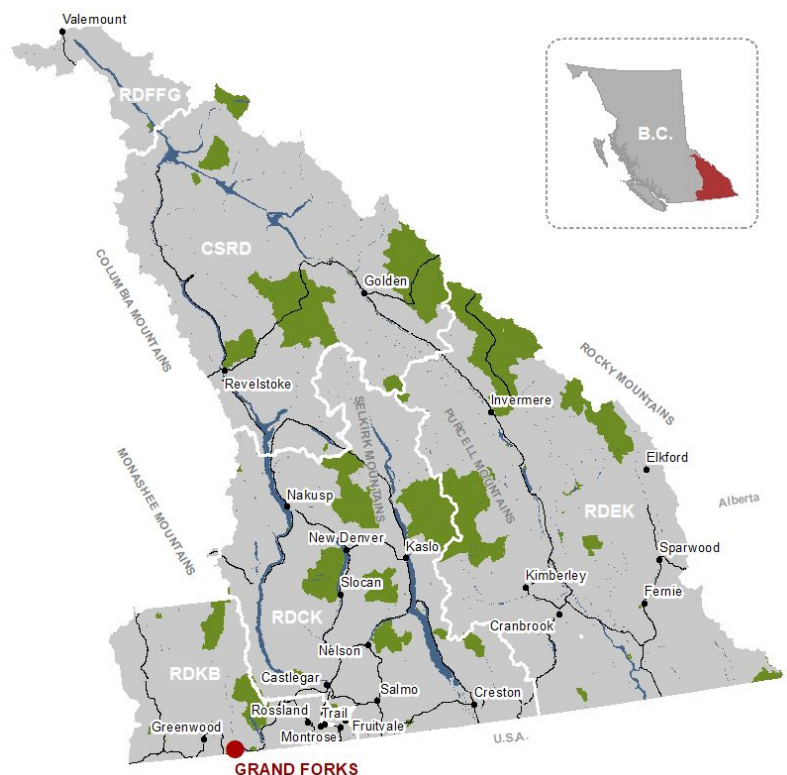 Valemount
RDFFG
B.C.
CSRD
COLUMBIA MOUNTAINS
Golden
ROCKY MOUNTAINS
Revelstoke
Invermere
SELKIRK MOUNTAINS
PURCELL MOUNTAINS
Elkford
MONASHEE MOUNTAINS
Nakusp
RDEK
Alberta
New Denver
Kaslo
Sparwood
Slocan
Kimberley
Fernie
RDCK
Cranbrook
Nelson
RDKB
Castlegar
Salmo
Creston
Rossland
Trail
Greenwood
Montrose
Fruitvale
U.S.A.
GRAND FORKS